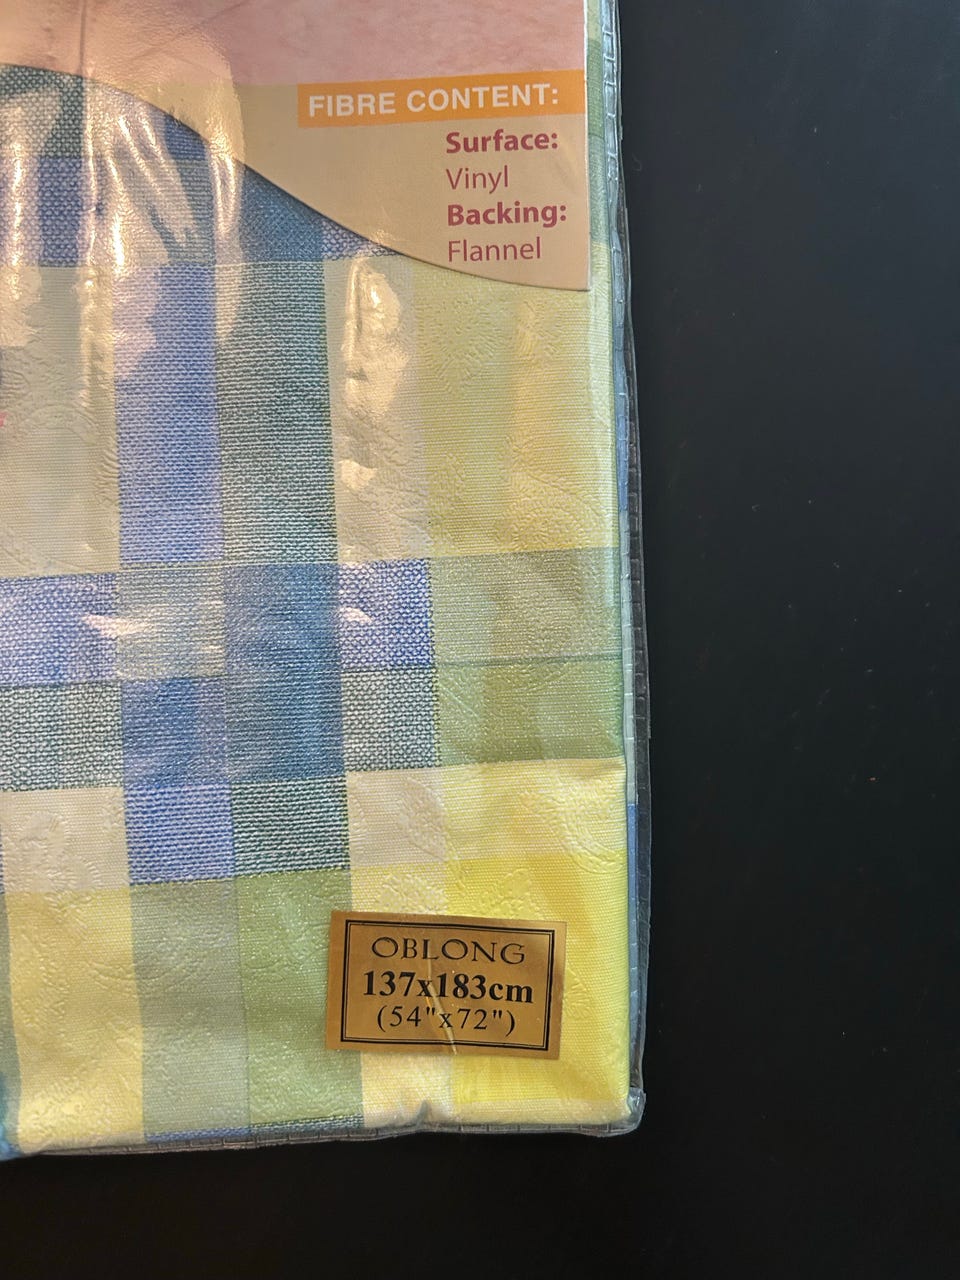 FIBRE CONTENT:
Surface:
Vinyl
Backing:
Flannel
OBLONG
137x183cm
(54"x72")